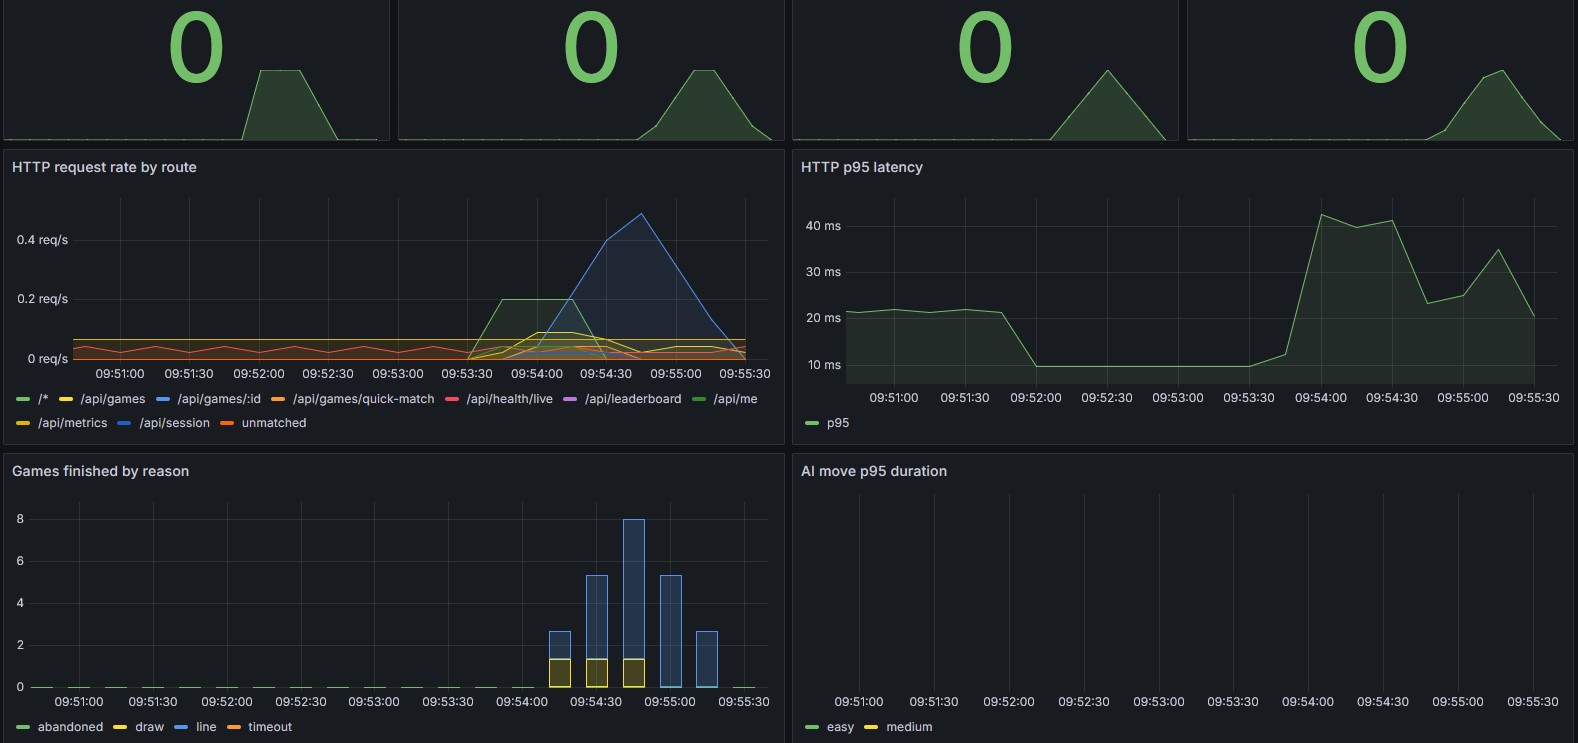 0 0 0 0
HTTP request rate by route
0.4 req/s
0.2 req/s
0 req/s
09:51:00 09:51:30 09:52:00 09:52:30 09:53:00 09:53:30 09:54:00 09:54:30 09:55:00 09:55:30
/* /api/games /api/games/:id /api/games/quick-match /api/health/live /api/leaderboard /api/me
/api/metrics /api/session unmatched
HTTP p95 latency
40 ms
30 ms
20 ms
10 ms
09:51:00 09:51:30 09:52:00 09:52:30 09:53:00 09:53:30 09:54:00 09:54:30 09:55:00 09:55:30
p95
Games finished by reason
8
6
4
2
0
09:51:00 09:51:30 09:52:00 09:52:30 09:53:00 09:53:30 09:54:00 09:54:30 09:55:00 09:55:30
abandoned draw line timeout
AI move p95 duration
09:51:00 09:51:30 09:52:00 09:52:30 09:53:00 09:53:30 09:54:00 09:54:30 09:55:00 09:55:30
easy medium